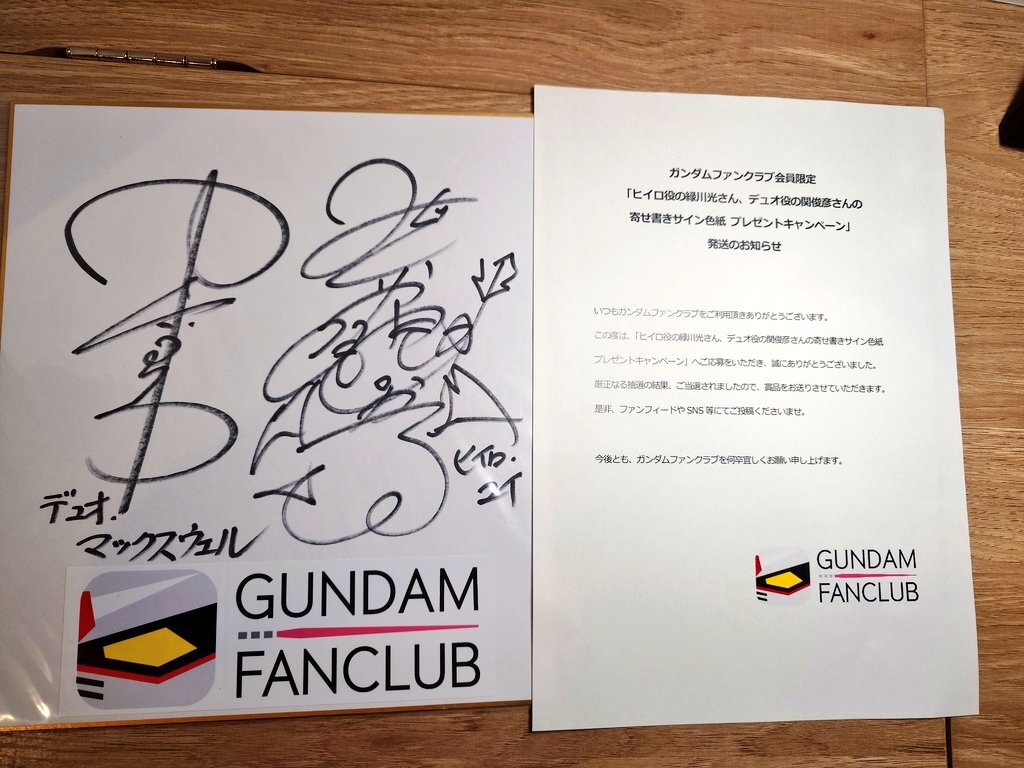 デュオ.
マックスウェル
ヒイロ.
ユイ
GUNDAM
FANCLUB
ガンダムファンクラブ会員限定
「ヒイロ役の緑川光さん、デュオ役の関俊彦さんの
寄せ書きサイン色紙 プレゼントキャンペーン」
発送のお知らせ
いつもガンダムファンクラブをご利用頂きありがとうございます。
この度は、「ヒイロ役の緑川光さん、デュオ役の関俊彦さんの寄せ書きサイン色紙
プレゼントキャンペーン」へご応募をいただき、誠にありがとうございました。
厳正なる抽選の結果、ご当選されましたので、賞品をお送りさせていただきます。
是非、ファンフィードや SNS 等にてご投稿くださいませ。
今後とも、ガンダムファンクラブを何卒宜しくお願い申し上げます。
GUNDAM
FANCLUB